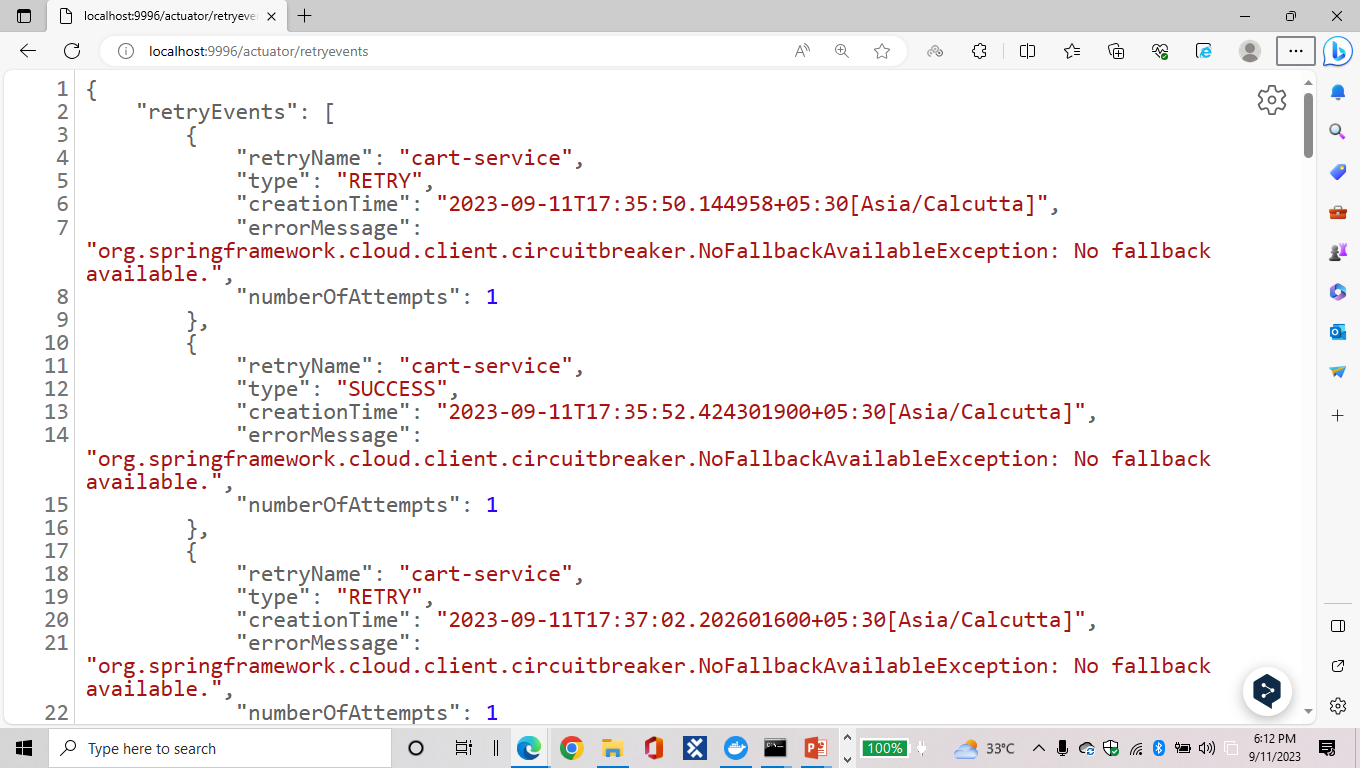 localhost:9996/actuator/retryeve
localhost:9996/actuator/retryevents
1 {
2 "retryEvents": [
3 {
4 "retryName": "cart-service",
5 "type": "RETRY",
6 "creationTime": "2023-09-11T17:35:50.144958+05:30[Asia/Calcutta]",
7 "errorMessage":
"org.springframework.cloud.client.circuitbreaker.NoFallbackAvailableException: No fallback
available.",
8 "numberOfAttempts": 1
9 },
10 {
11 "retryName": "cart-service",
12 "type": "SUCCESS",
13 "creationTime": "2023-09-11T17:35:52.424301900+05:30[Asia/Calcutta]",
14 "errorMessage":
"org.springframework.cloud.client.circuitbreaker.NoFallbackAvailableException: No fallback
available.",
15 "numberOfAttempts": 1
16 },
17 {
18 "retryName": "cart-service",
19 "type": "RETRY",
20 "creationTime": "2023-09-11T17:37:02.202601600+05:30[Asia/Calcutta]",
21 "errorMessage":
"org.springframework.cloud.client.circuitbreaker.NoFallbackAvailableException: No fallback
available.",
22 "numberOfAttempts": 1
Type here to search
100%
33°C
6:12 PM
9/11/2023